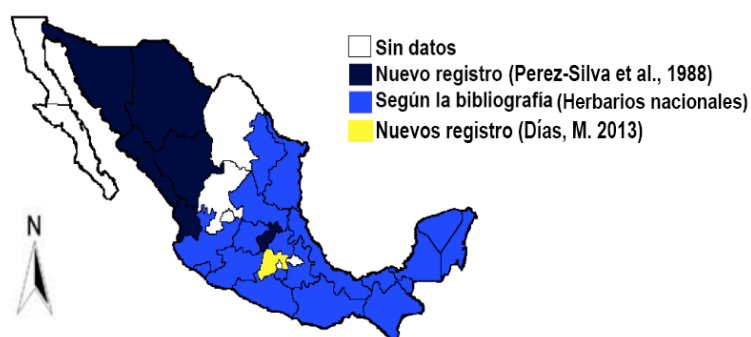 Sin datos
Nuevo registro (Perez-Silva et al., 1988)
Según la bibliografía (Herbarios nacionales)
Nuevos registro (Días, M. 2013)
N